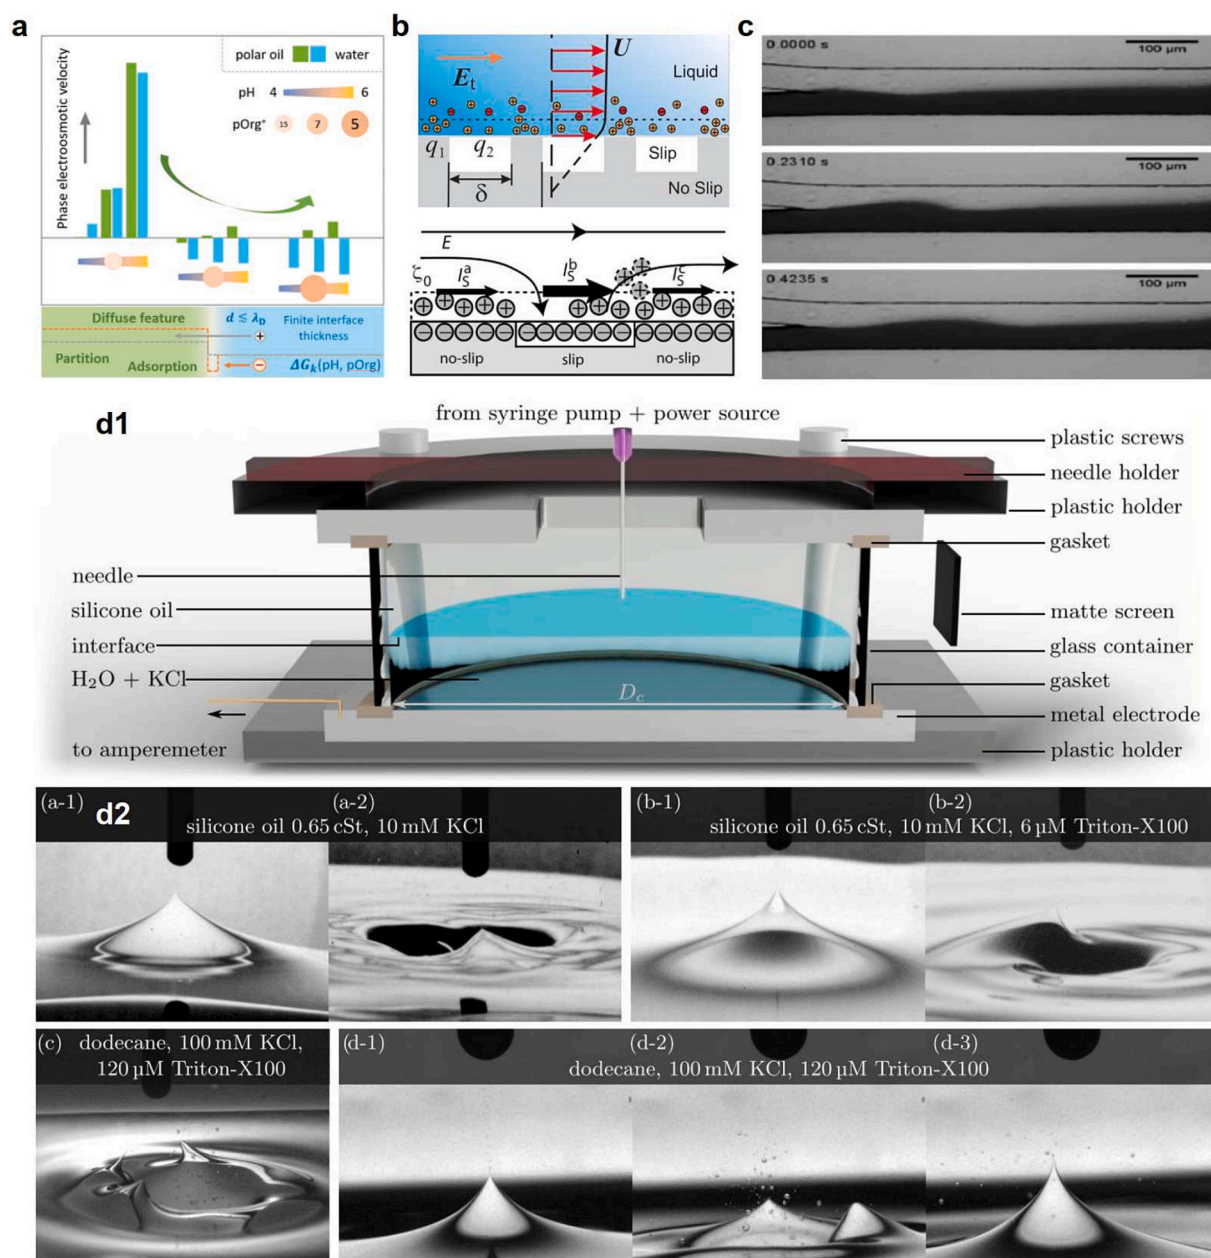 a
polar oil water
pH 4 6
pOrg⁺ 15 7 5
Phase electroosmotic velocity
Diffuse feature
d ≲ λ_D
Finite interface
thickness
Partition
Adsorption
ΔG_k(pH, pOrg)
b
E_t
U
Liquid
q₁ q₂
Slip
δ
No Slip
E
ζ₀ I_S^a I_S^b I_S^c
no-slip slip no-slip
c
0.0000 s
100 µm
0.2310 s
100 µm
0.4235 s
100 µm
d1
from syringe pump + power source
plastic screws
needle holder
plastic holder
gasket
needle
silicone oil
matte screen
interface
glass container
H₂O + KCl
gasket
D_c
metal electrode
to amperemeter
plastic holder
d2
(a-1) (a-2)
silicone oil 0.65 cSt, 10 mM KCl
(b-1) (b-2)
silicone oil 0.65 cSt, 10 mM KCl, 6 µM Triton-X100
(c) dodecane, 100 mM KCl,
120 µM Triton-X100
(d-1) (d-2) (d-3)
dodecane, 100 mM KCl, 120 µM Triton-X100